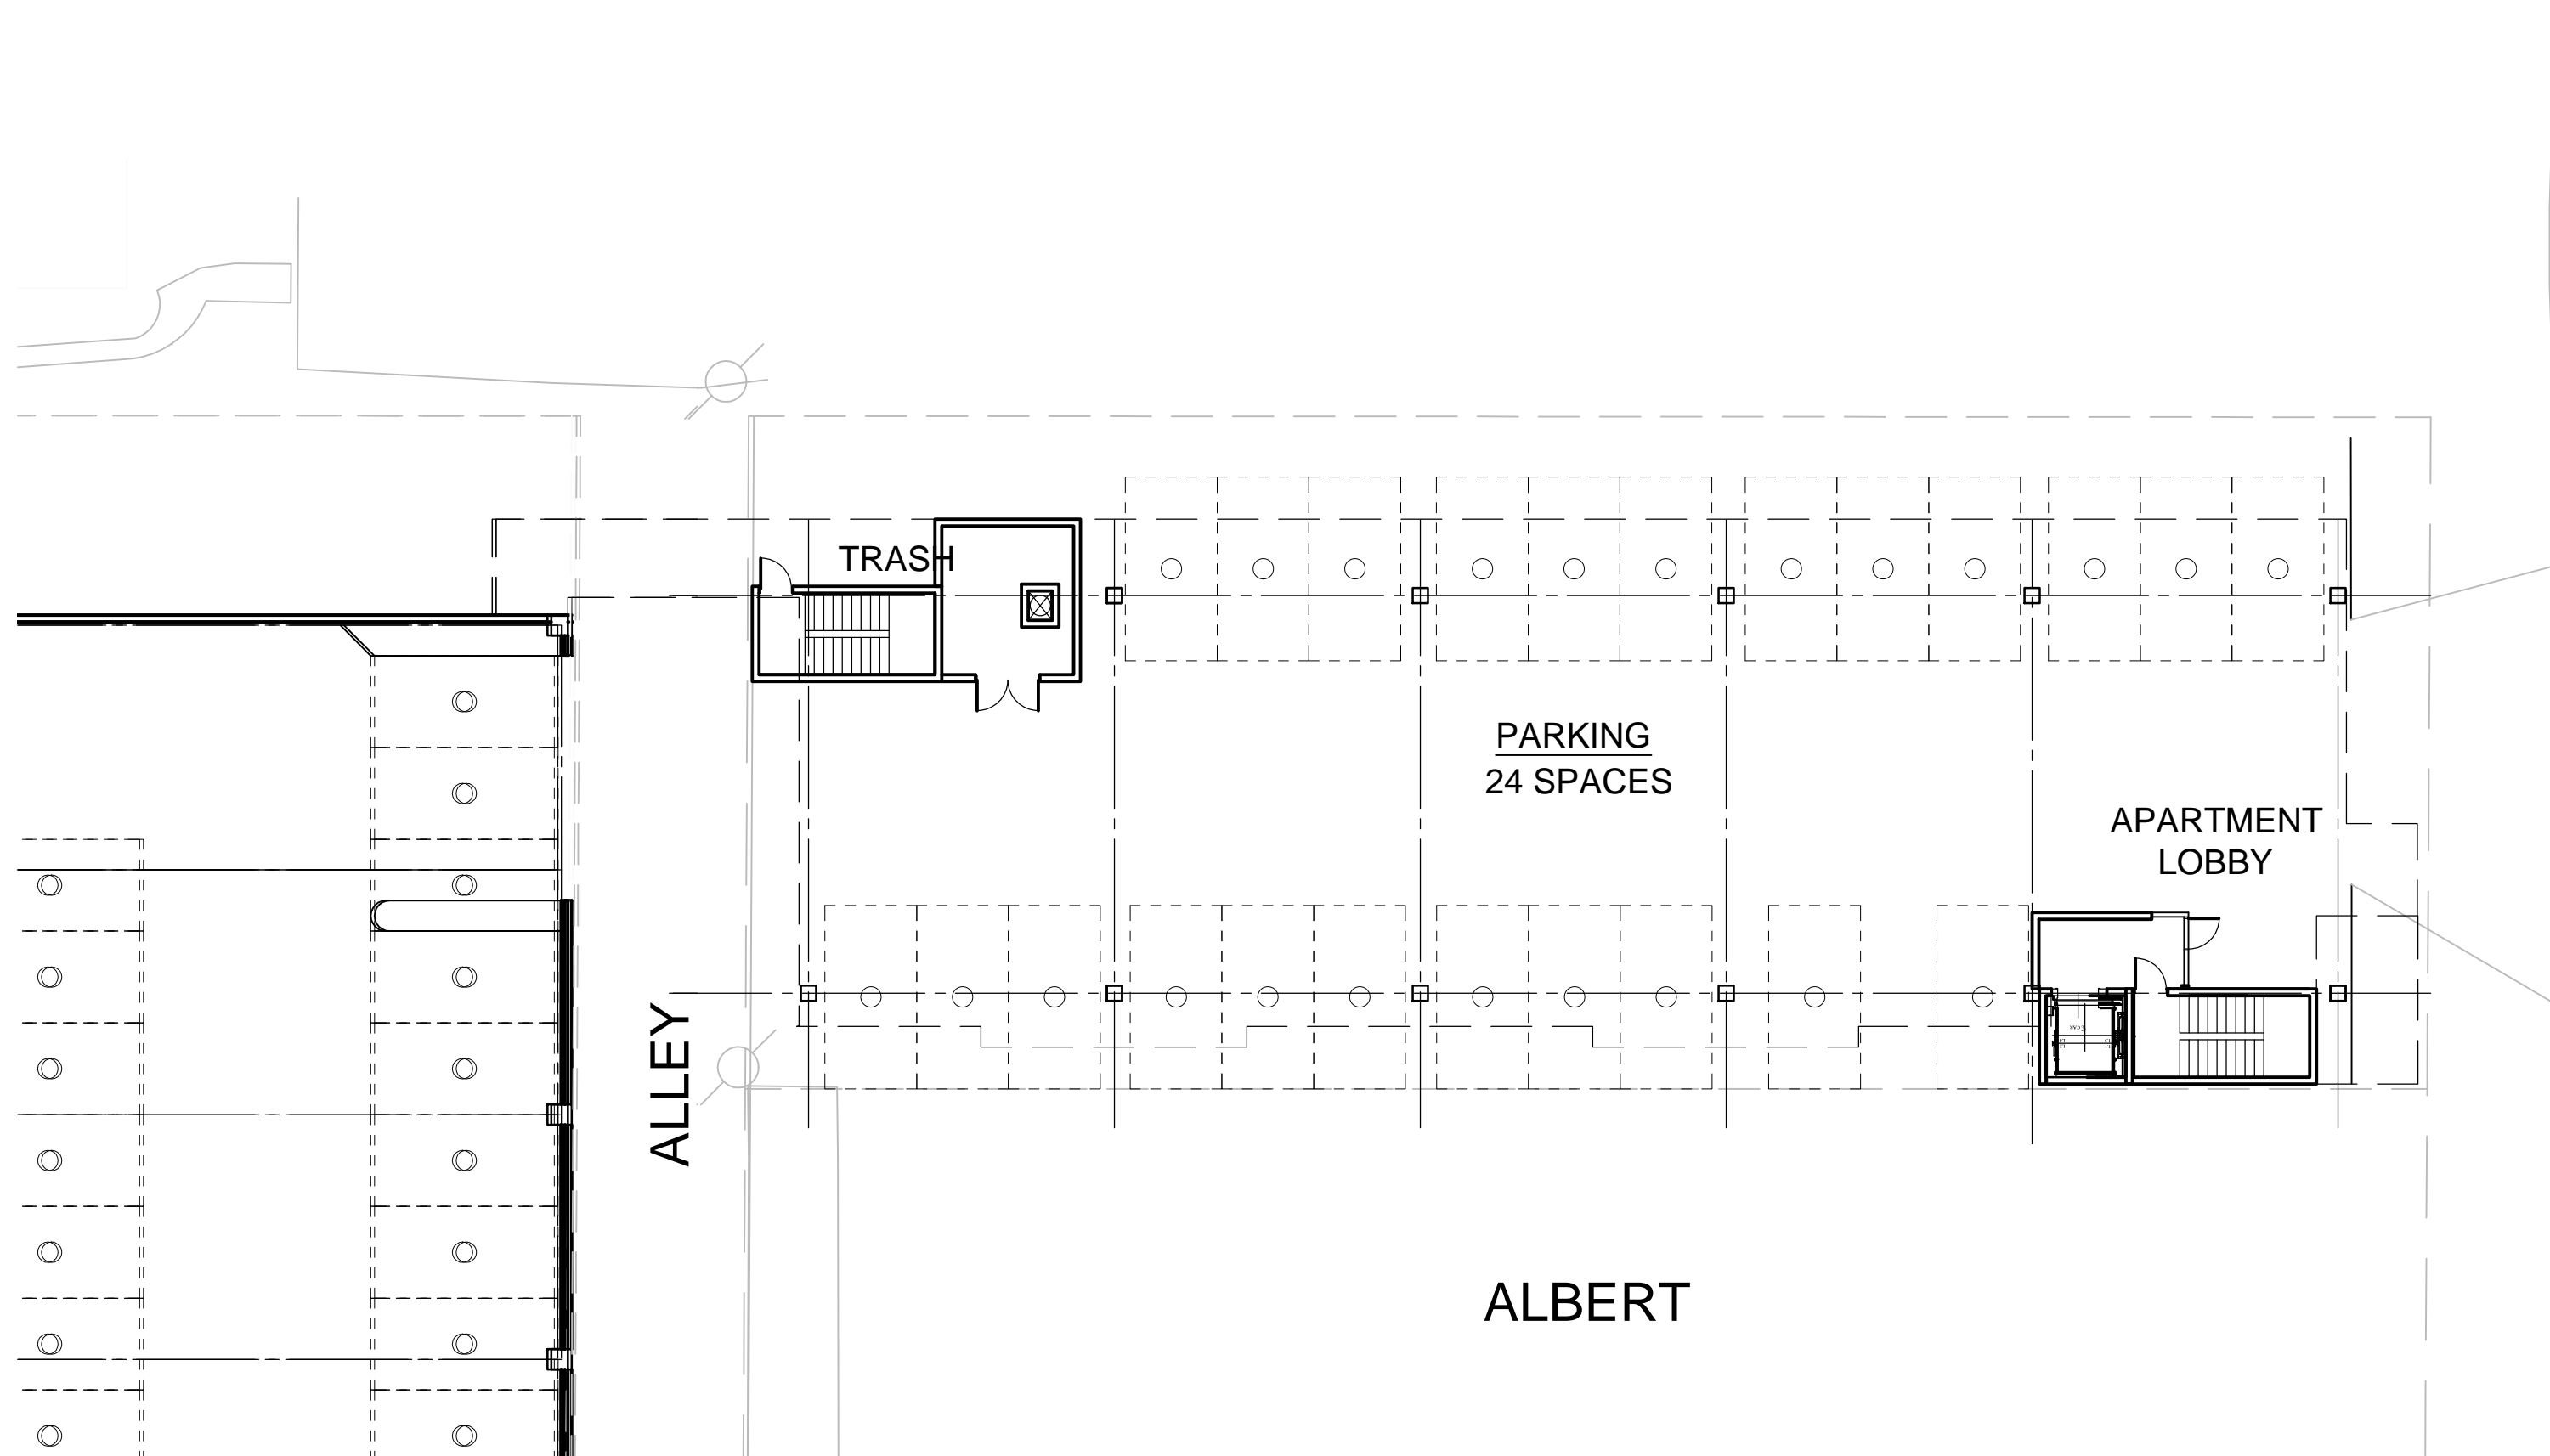 TRASH
PARKING
24 SPACES
APARTMENT
LOBBY
ALLEY
ALBERT